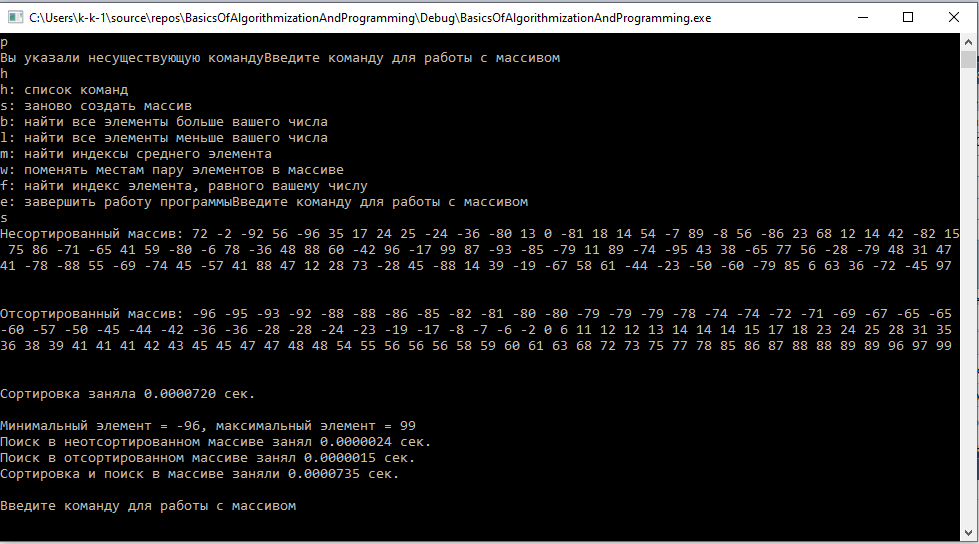 C:\Users\k-k-1\source\repos\BasicsOfAlgorithmizationAndProgramming\Debug\BasicsOfAlgorithmizationAndProgramming.exe
p
Вы указали несуществующую командуВведите команду для работы с массивом
h
h: список команд
s: заново создать массив
b: найти все элементы больше вашего числа
l: найти все элементы меньше вашего числа
m: найти индексы среднего элемента
w: поменять местам пару элементов в массиве
f: найти индекс элемента, равного вашему числу
e: завершить работу программыВведите команду для работы с массивом
s
Несортированный массив: 72 -2 -92 56 -96 35 17 24 25 -24 -36 -80 13 0 -81 18 14 54 -7 89 -8 56 -86 23 68 12 14 42 -82 15
75 86 -71 -65 41 59 -80 -6 78 -36 48 88 60 -42 96 -17 99 87 -93 -85 -79 11 89 -74 -95 43 38 -65 77 56 -28 -79 48 31 47
41 -78 -88 55 -69 -74 45 -57 41 88 47 12 28 73 -28 45 -88 14 39 -19 -67 58 61 -44 -23 -50 -60 -79 85 6 63 36 -72 -45 97
Отсортированный массив: -96 -95 -93 -92 -88 -88 -86 -85 -82 -81 -80 -80 -79 -79 -79 -78 -74 -74 -72 -71 -69 -67 -65 -65
-60 -57 -50 -45 -44 -42 -36 -36 -28 -28 -24 -23 -19 -17 -8 -7 -6 -2 0 6 11 12 12 13 14 14 14 15 17 18 23 24 25 28 31 35
36 38 39 41 41 41 42 43 45 45 47 47 48 48 54 55 56 56 56 58 59 60 61 63 68 72 73 75 77 78 85 86 87 88 88 89 89 96 97 99
Сортировка заняла 0.0000720 сек.
Минимальный элемент = -96, максимальный элемент = 99
Поиск в неотсортированном массиве занял 0.0000024 сек.
Поиск в отсортированном массиве занял 0.0000015 сек.
Сортировка и поиск в массиве заняли 0.0000735 сек.
Введите команду для работы с массивом